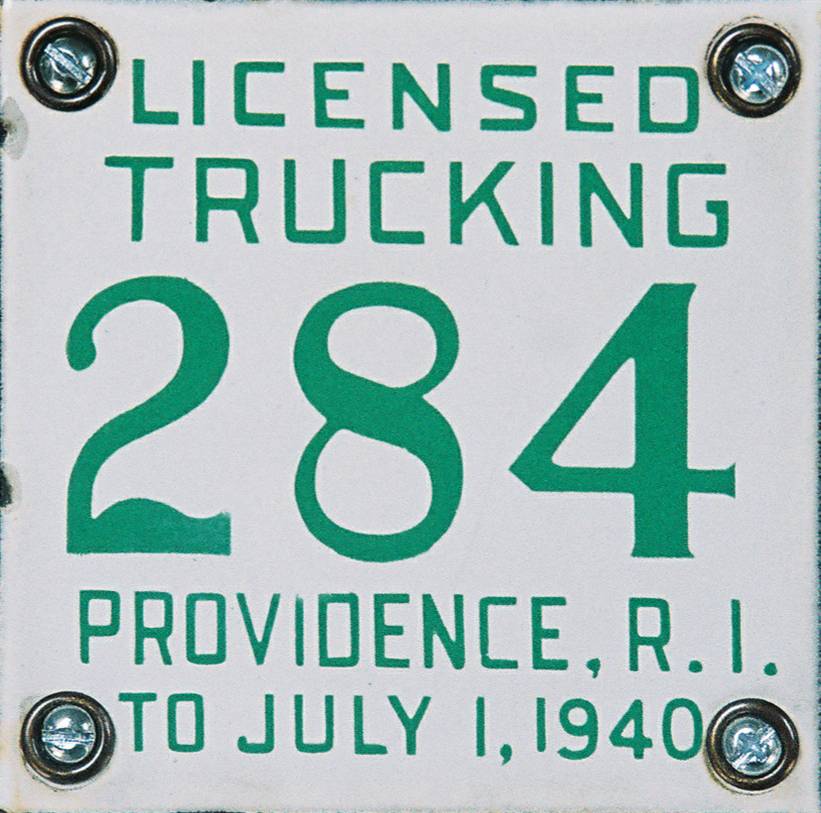 LICENSED
TRUCKING
284
PROVIDENCE, R.I.
TO JULY 1, 1940